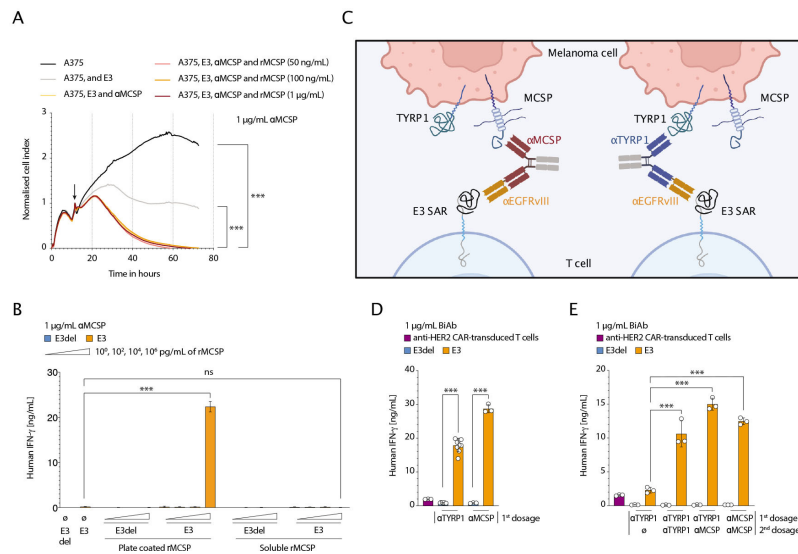 A
A375
A375, and E3
A375, E3 and αMCSP
A375, E3, αMCSP and rMCSP (50 ng/mL)
A375, E3, αMCSP and rMCSP (100 ng/mL)
A375, E3, αMCSP and rMCSP (1 µg/mL)
1 µg/mL αMCSP
Normalised cell index
3
2
1
0
0 20 40 60 80
Time in hours
***
***
B
1 µg/mL αMCSP
E3del E3
10⁰, 10², 10⁴, 10⁶ pg/mL of rMCSP
ns
***
Human IFN-γ [ng/mL]
30
20
10
0
ø ø
E3 del E3 E3del E3 E3del E3
Plate coated rMCSP Soluble rMCSP
C
Melanoma cell
TYRP1 MCSP TYRP1 MCSP
αMCSP αTYRP1
αEGFRvIII αEGFRvIII
E3 SAR E3 SAR
T cell
D
1 µg/mL BiAb
anti-HER2 CAR-transduced T cells
E3del E3
*** ***
Human IFN-γ [ng/mL]
40
30
20
10
0
αTYRP1 αMCSP 1ˢᵗ dosage
E
1 µg/mL BiAb
anti-HER2 CAR-transduced T cells
E3del E3
***
***
***
Human IFN-γ [ng/mL]
20
15
10
5
0
αTYRP1 αTYRP1 αTYRP1 αMCSP 1ˢᵗ dosage
ø αTYRP1 αMCSP αMCSP 2ⁿᵈ dosage